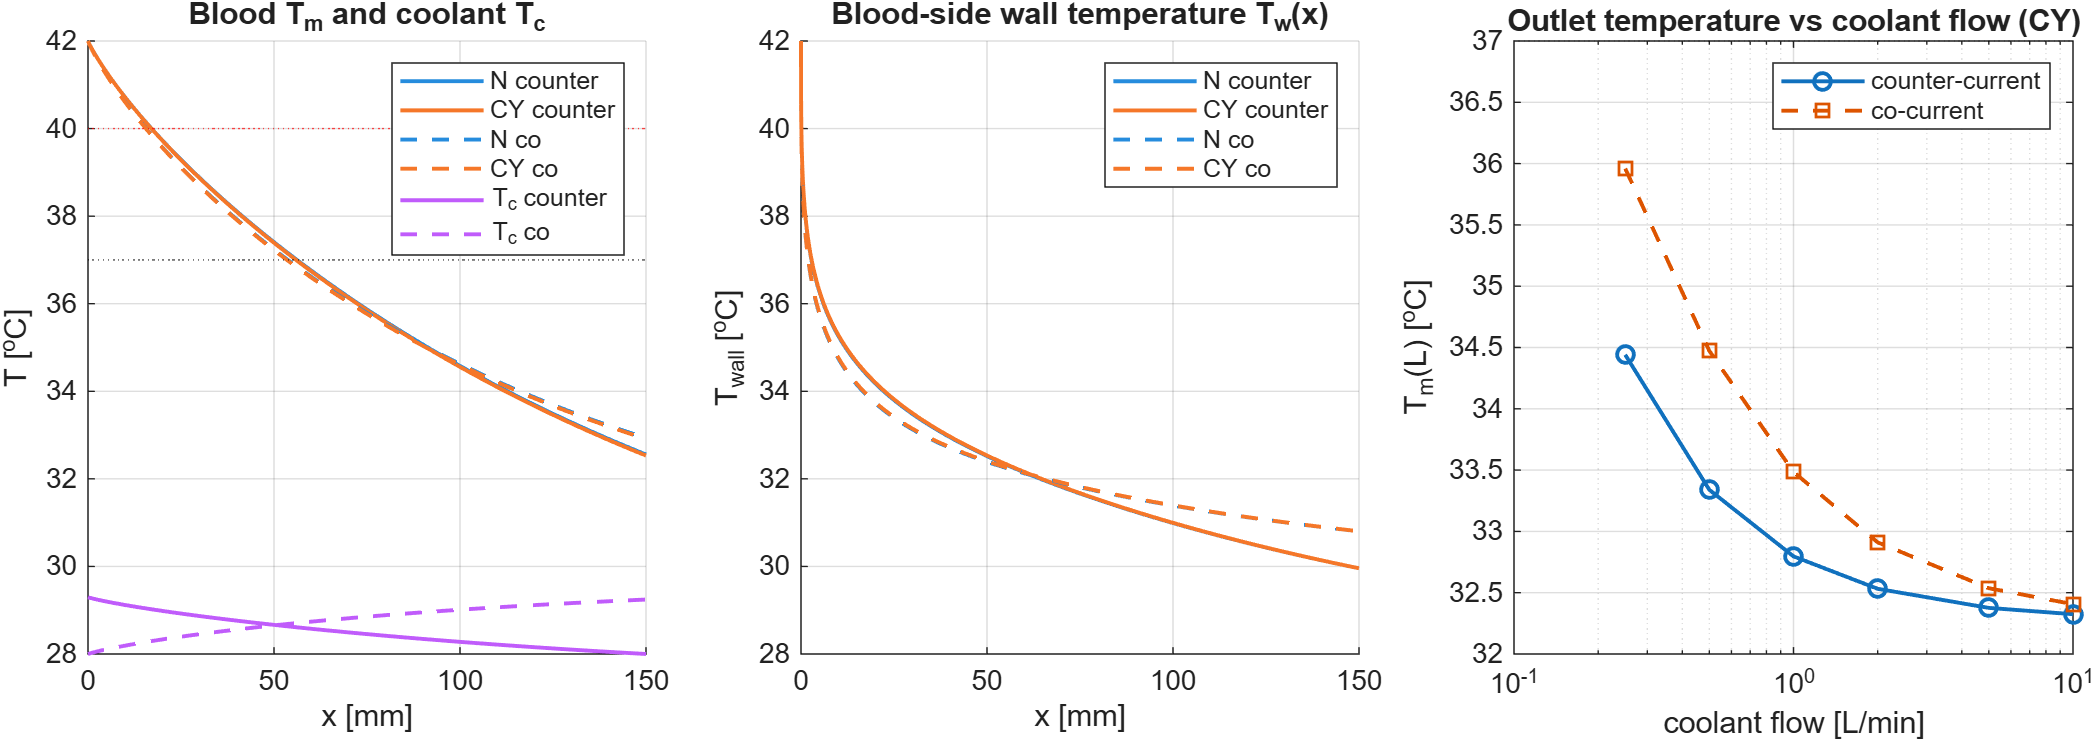 Blood Tm and coolant Tc
42
40
38
36
34
32
30
28
0
50
100
150
T [oC]
x [mm]
N counter
CY counter
N co
CY co
Tc counter
Tc co
Blood-side wall temperature Tw(x)
42
40
38
36
34
32
30
28
0
50
100
150
Twall [oC]
x [mm]
N counter
CY counter
N co
CY co
Outlet temperature vs coolant flow (CY)
37
36.5
36
35.5
35
34.5
34
33.5
33
32.5
32
10-1
100
101
Tm(L) [oC]
coolant flow [L/min]
counter-current
co-current